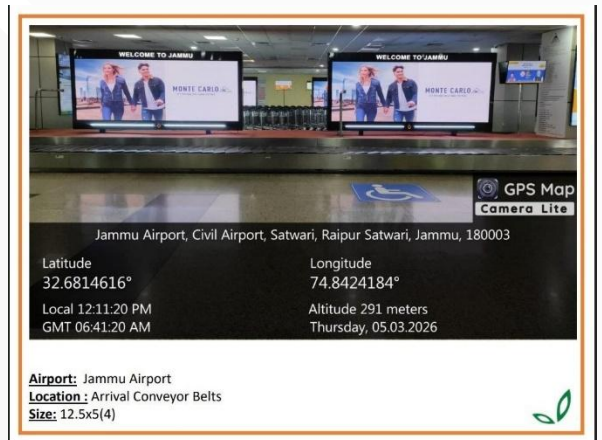 WELCOME TO JAMMU
WELCOME TO JAMMU
MONTE CARLO
MONTE CARLO
GPS Map
Camera Lite
Jammu Airport, Civil Airport, Satwari, Raipur Satwari, Jammu, 180003
Latitude
Longitude
32.6814616°
74.8424184°
Local 12:11:20 PM
Altitude 291 meters
GMT 06:41:20 AM
Thursday, 05.03.2026
Airport: Jammu Airport
Location : Arrival Conveyor Belts
Size: 12.5x5(4)